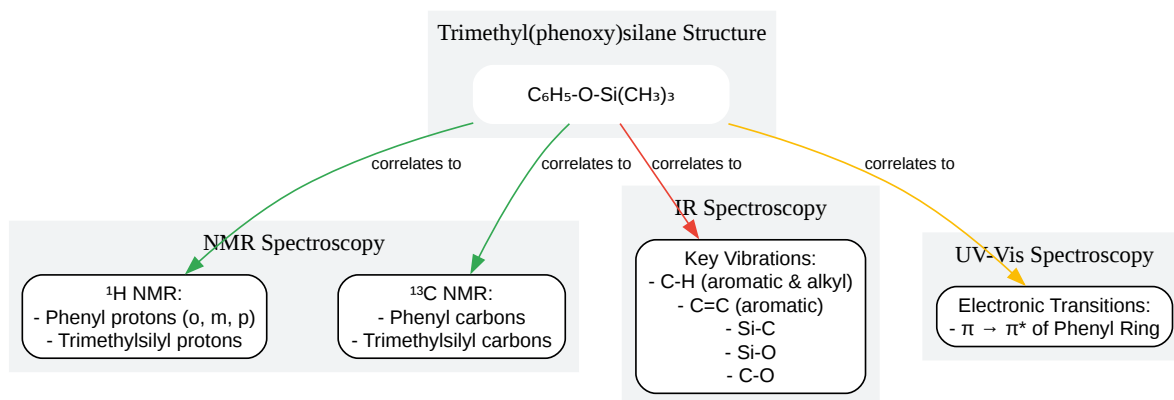 Trimethyl(phenoxy)silane Structure
C₆H₅-O-Si(CH₃)₃
correlates to
correlates to
correlates to
correlates to
NMR Spectroscopy
¹H NMR:
- Phenyl protons (o, m, p)
- Trimethylsilyl protons
¹³C NMR:
- Phenyl carbons
- Trimethylsilyl carbons
IR Spectroscopy
Key Vibrations:
- C-H (aromatic & alkyl)
- C=C (aromatic)
- Si-C
- Si-O
- C-O
UV-Vis Spectroscopy
Electronic Transitions:
- π → π* of Phenyl Ring